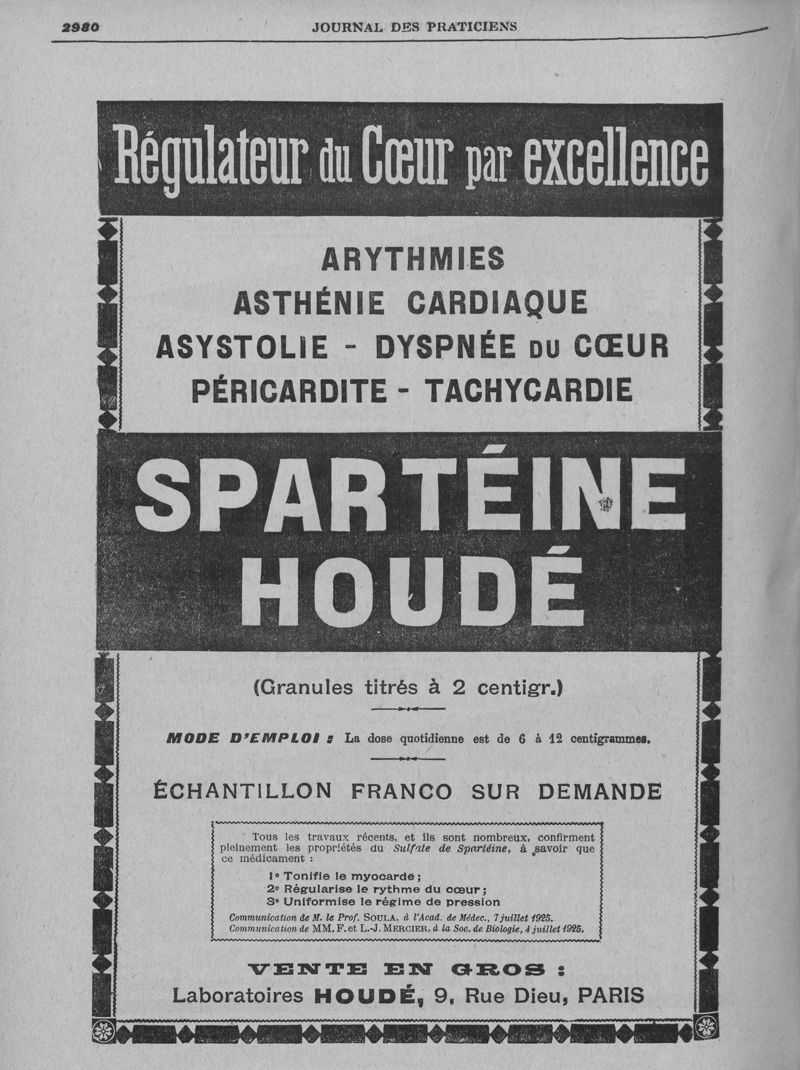 2980
JOURNAL DES PRATICIENS
Régulateur du Cœur par excellence
ARYTHMIES
ASTHÉNIE CARDIAQUE
ASYSTOLIE - DYSPNÉE DU CŒUR
PÉRICARDITE - TACHYCARDIE
SPARTÉINE
HOUDÉ
(Granules titrés à 2 centigr.)
MODE D'EMPLOI : La dose quotidienne est de 6 à 12 centigrammes.
ÉCHANTILLON FRANCO SUR DEMANDE
Tous les travaux récents, et ils sont nombreux, confirment
pleinement les propriétés du Sulfate de Spartéine, à savoir que
ce médicament :
1º Tonifie le myocarde ;
2º Régularise le rythme du cœur ;
3º Uniformise le régime de pression
Communication de M. le Prof. SOULA, à l'Acad. de Médec., 7 juillet 1925.
Communication de MM. F. et L.-J. MERCIER, à la Soc. de Biologie, 4 juillet 1925.
VENTE EN GROS :
Laboratoires HOUDÉ, 9, Rue Dieu, PARIS